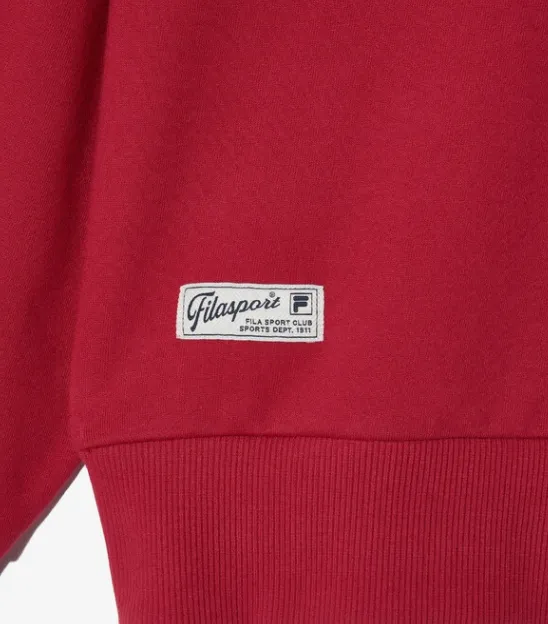 Filasport®
FILA SPORT CLUB
SPORTS DEPT. 1911